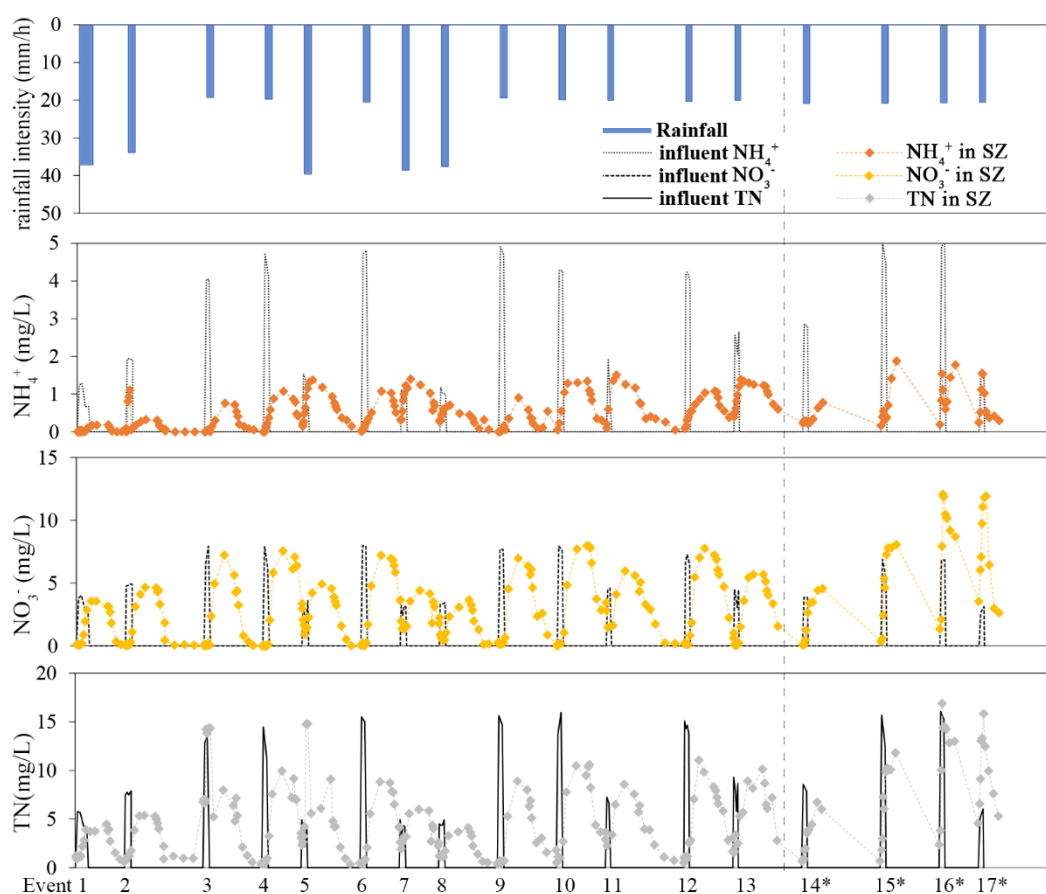 rainfall intensity (mm/h)
0
10
20
30
40
50
Rainfall
influent NH₄⁺
influent NO₃⁻
influent TN
NH₄⁺ in SZ
NO₃⁻ in SZ
TN in SZ
NH₄⁺ (mg/L)
5
4
3
2
1
0
NO₃⁻ (mg/L)
15
10
5
0
TN(mg/L)
20
15
10
5
0
Event 1 2 3 4 5 6 7 8 9 10 11 12 13 14* 15* 16* 17*